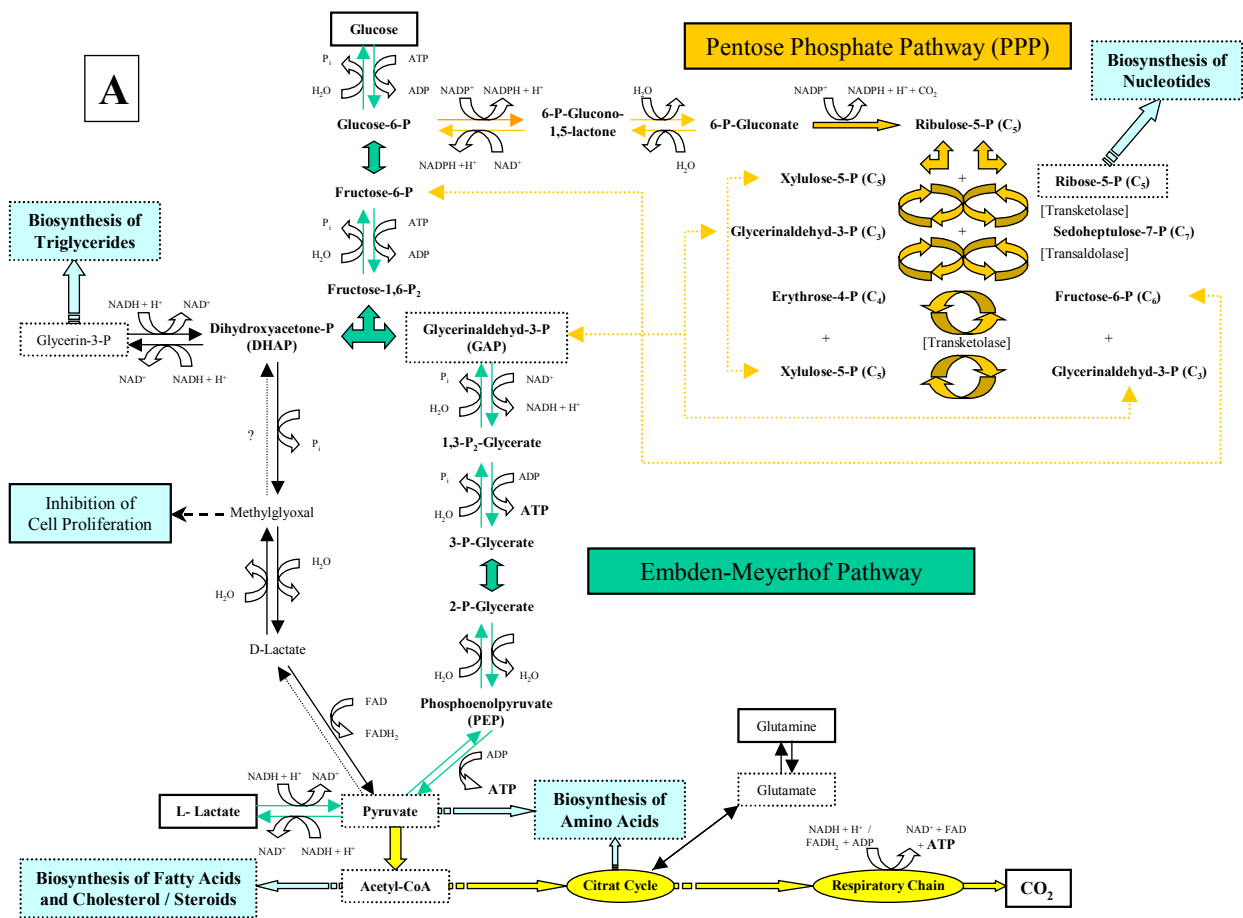 A
Glucose
Pentose Phosphate Pathway (PPP)
Biosynsthesis of
Nucleotides
Pᵢ
ATP
H₂O
ADP
NADP⁺
NADPH + H⁺
Glucose-6-P
NADPH +H⁺
NAD⁺
6-P-Glucono-
1,5-lactone
H₂O
H₂O
6-P-Gluconate
NADP⁺
NADPH + H⁺ + CO₂
Ribulose-5-P (C₅)
Fructose-6-P
Xylulose-5-P (C₅)
+
Ribose-5-P (C₅)
[Transketolase]
Biosynthesis of
Triglycerides
Pᵢ
ATP
H₂O
ADP
Glycerinaldehyd-3-P (C₃)
+
Sedoheptulose-7-P (C₇)
[Transaldolase]
Fructose-1,6-P₂
Erythrose-4-P (C₄)
Fructose-6-P (C₆)
NADH + H⁺
NAD⁺
Glycerin-3-P
NAD⁺
NADH + H⁺
Dihydroxyacetone-P
(DHAP)
Glycerinaldehyd-3-P
(GAP)
+
[Transketolase]
+
Xylulose-5-P (C₅)
Glycerinaldehyd-3-P (C₃)
Pᵢ
NAD⁺
H₂O
NADH + H⁺
?
Pᵢ
1,3-P₂-Glycerate
Pᵢ
ADP
H₂O
ATP
Inhibition of
Cell Proliferation
Methylglyoxal
3-P-Glycerate
H₂O
H₂O
Embden-Meyerhof Pathway
2-P-Glycerate
D-Lactate
H₂O
H₂O
FAD
FADH₂
Phosphoenolpyruvate
(PEP)
ADP
ATP
Glutamine
Glutamate
NADH + H⁺
NAD⁺
L- Lactate
NAD⁺
NADH + H⁺
Pyruvate
Biosynthesis of
Amino Acids
NADH + H⁺ /
FADH₂ + ADP
NAD⁺ + FAD
+ ATP
Biosynthesis of Fatty Acids
and Cholesterol / Steroids
Acetyl-CoA
Citrat Cycle
Respiratory Chain
CO₂